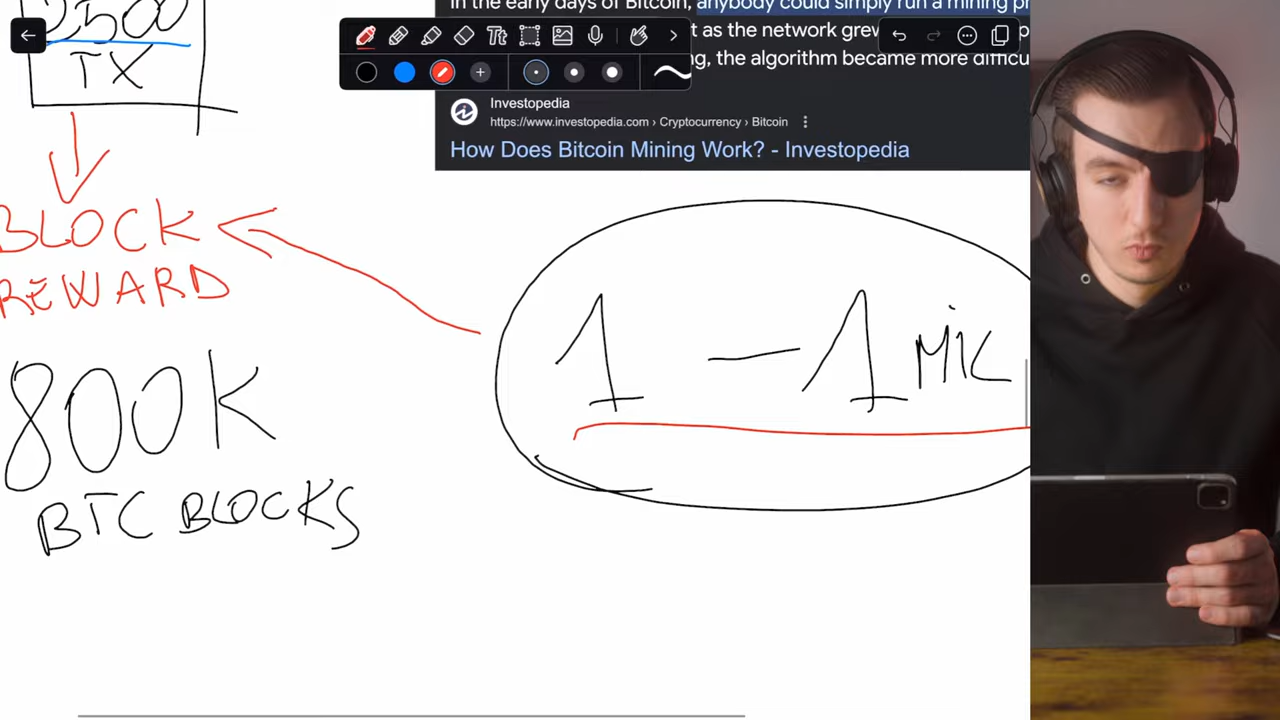 2500
TX
In the early days of Bitcoin, anybody could simply run a mining
t as the network grew
ng, the algorithm became more
Investopedia
https://www.investopedia.com › Cryptocurrency › Bitcoin
How Does Bitcoin Mining Work? - Investopedia
BLOCK
REWARD
1 – 1 MiL
800K
BTC BLOCKS